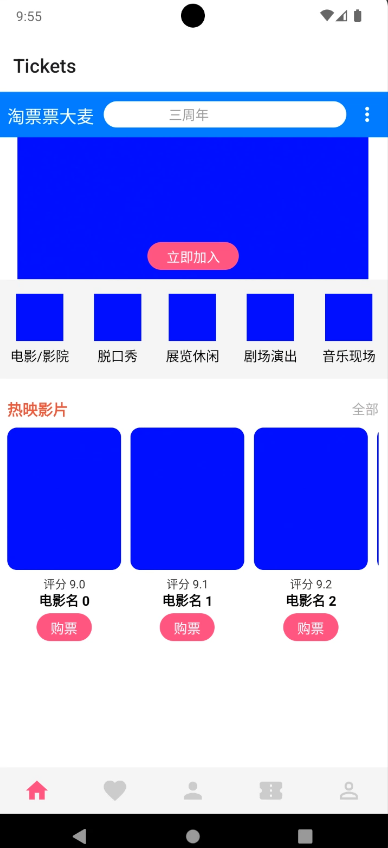 9:55
Tickets
淘票票大麦 三周年
立即加入
电影/影院 脱口秀 展览休闲 剧场演出 音乐现场
热映影片 全部
评分 9.0 评分 9.1 评分 9.2
电影名 0 电影名 1 电影名 2
购票 购票 购票